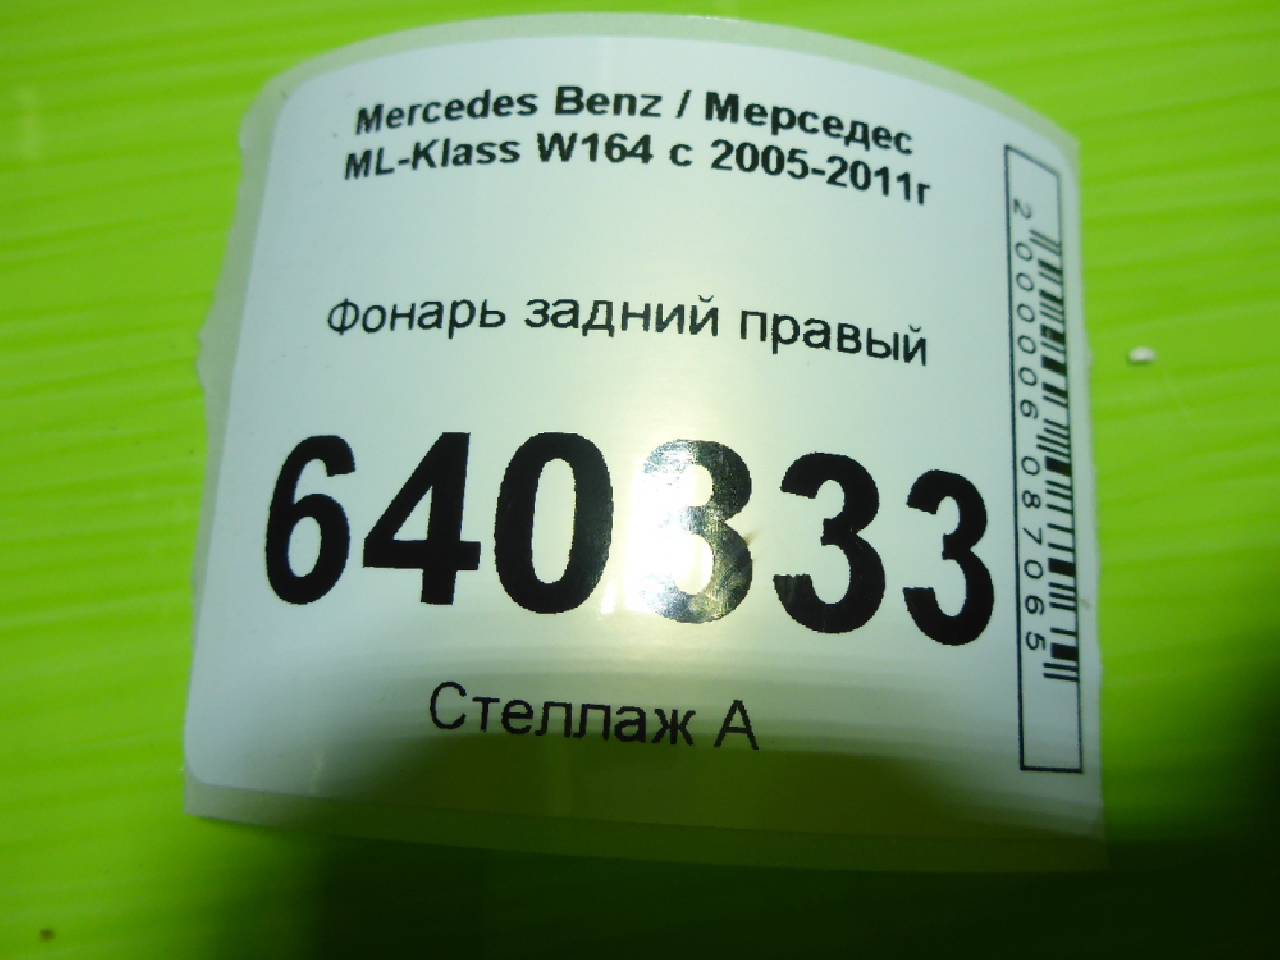 Mercedes Benz / Мерседес
ML-Klass W164 с 2005-2011г
Фонарь задний правый
640333
Стеллаж А
2000006087065